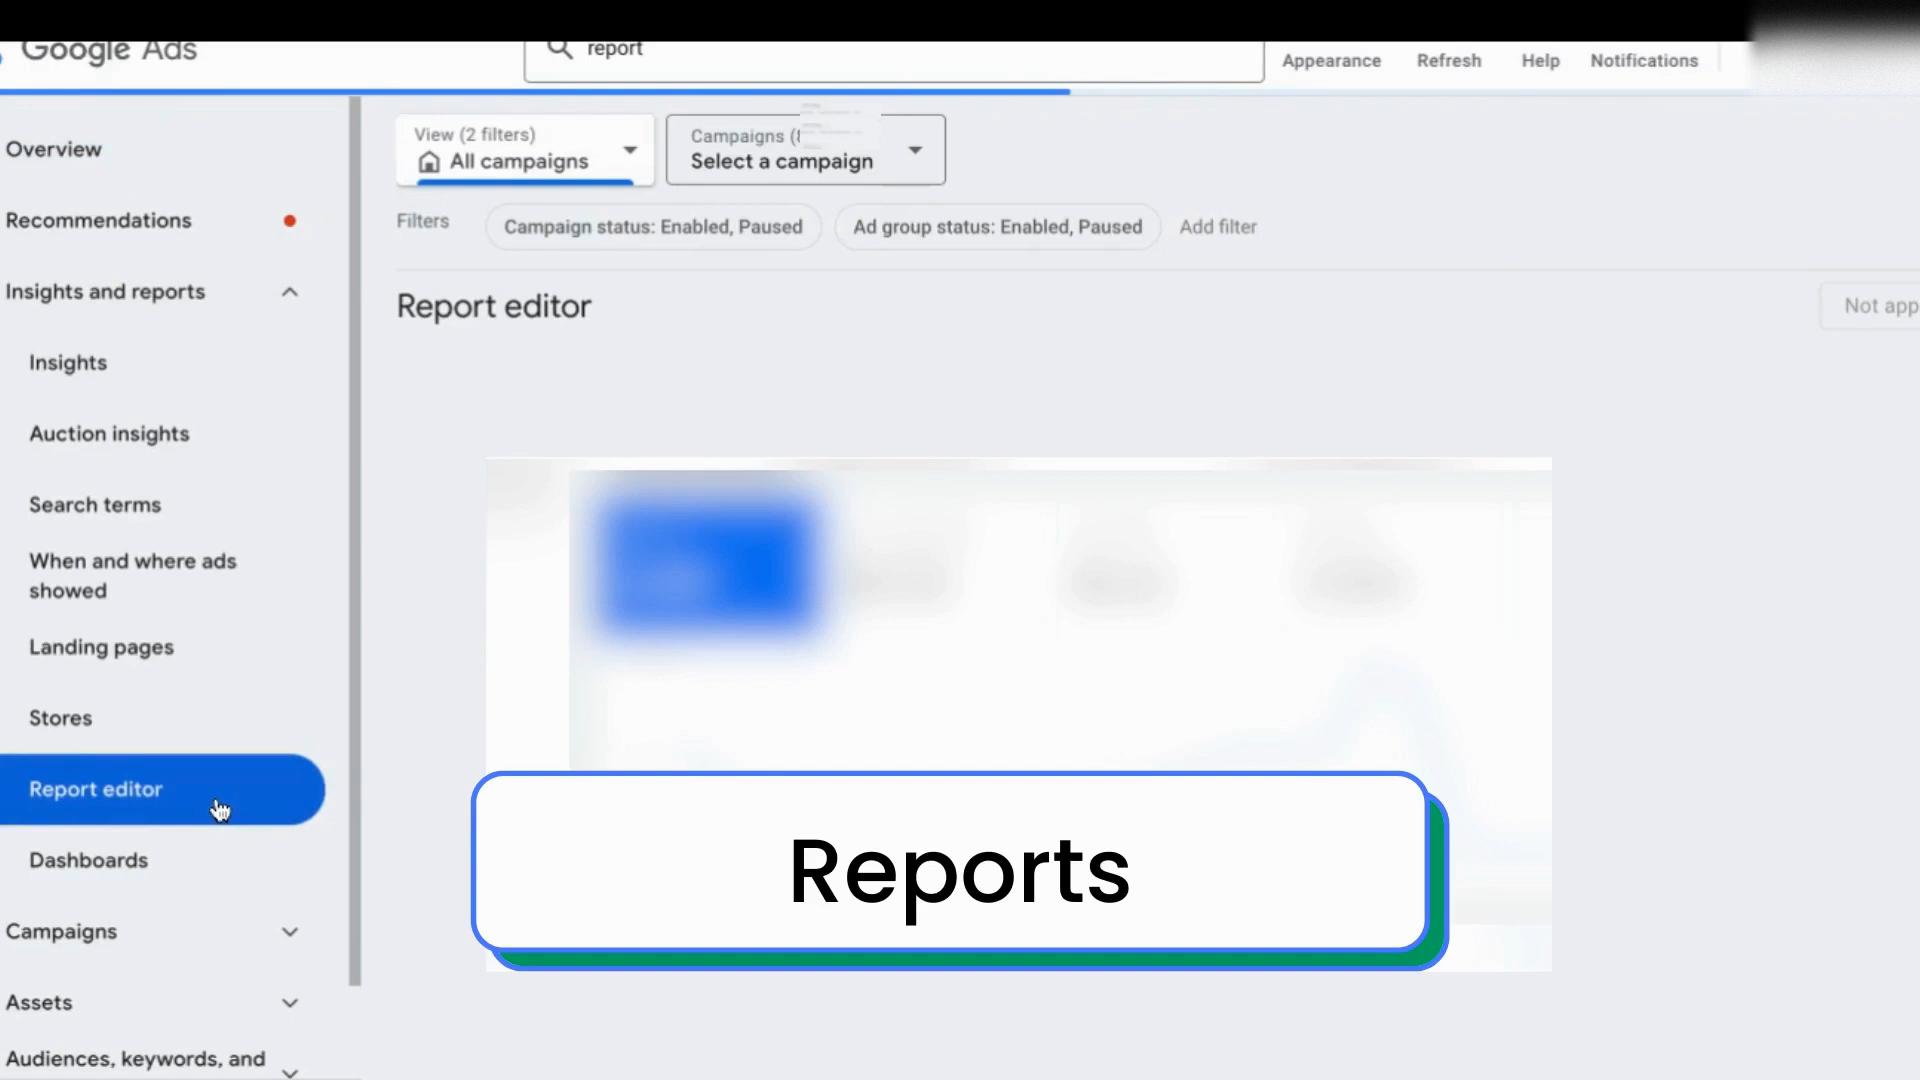 Google Ads
report
Appearance
Refresh
Help
Notifications
View (2 filters)
All campaigns
Campaigns (
Select a campaign
Filters
Campaign status: Enabled, Paused
Ad group status: Enabled, Paused
Add filter
Report editor
Not app
Overview
Recommendations
Insights and reports
Insights
Auction insights
Search terms
When and where ads
showed
Landing pages
Stores
Report editor
Dashboards
Campaigns
Assets
Audiences, keywords, and
Reports